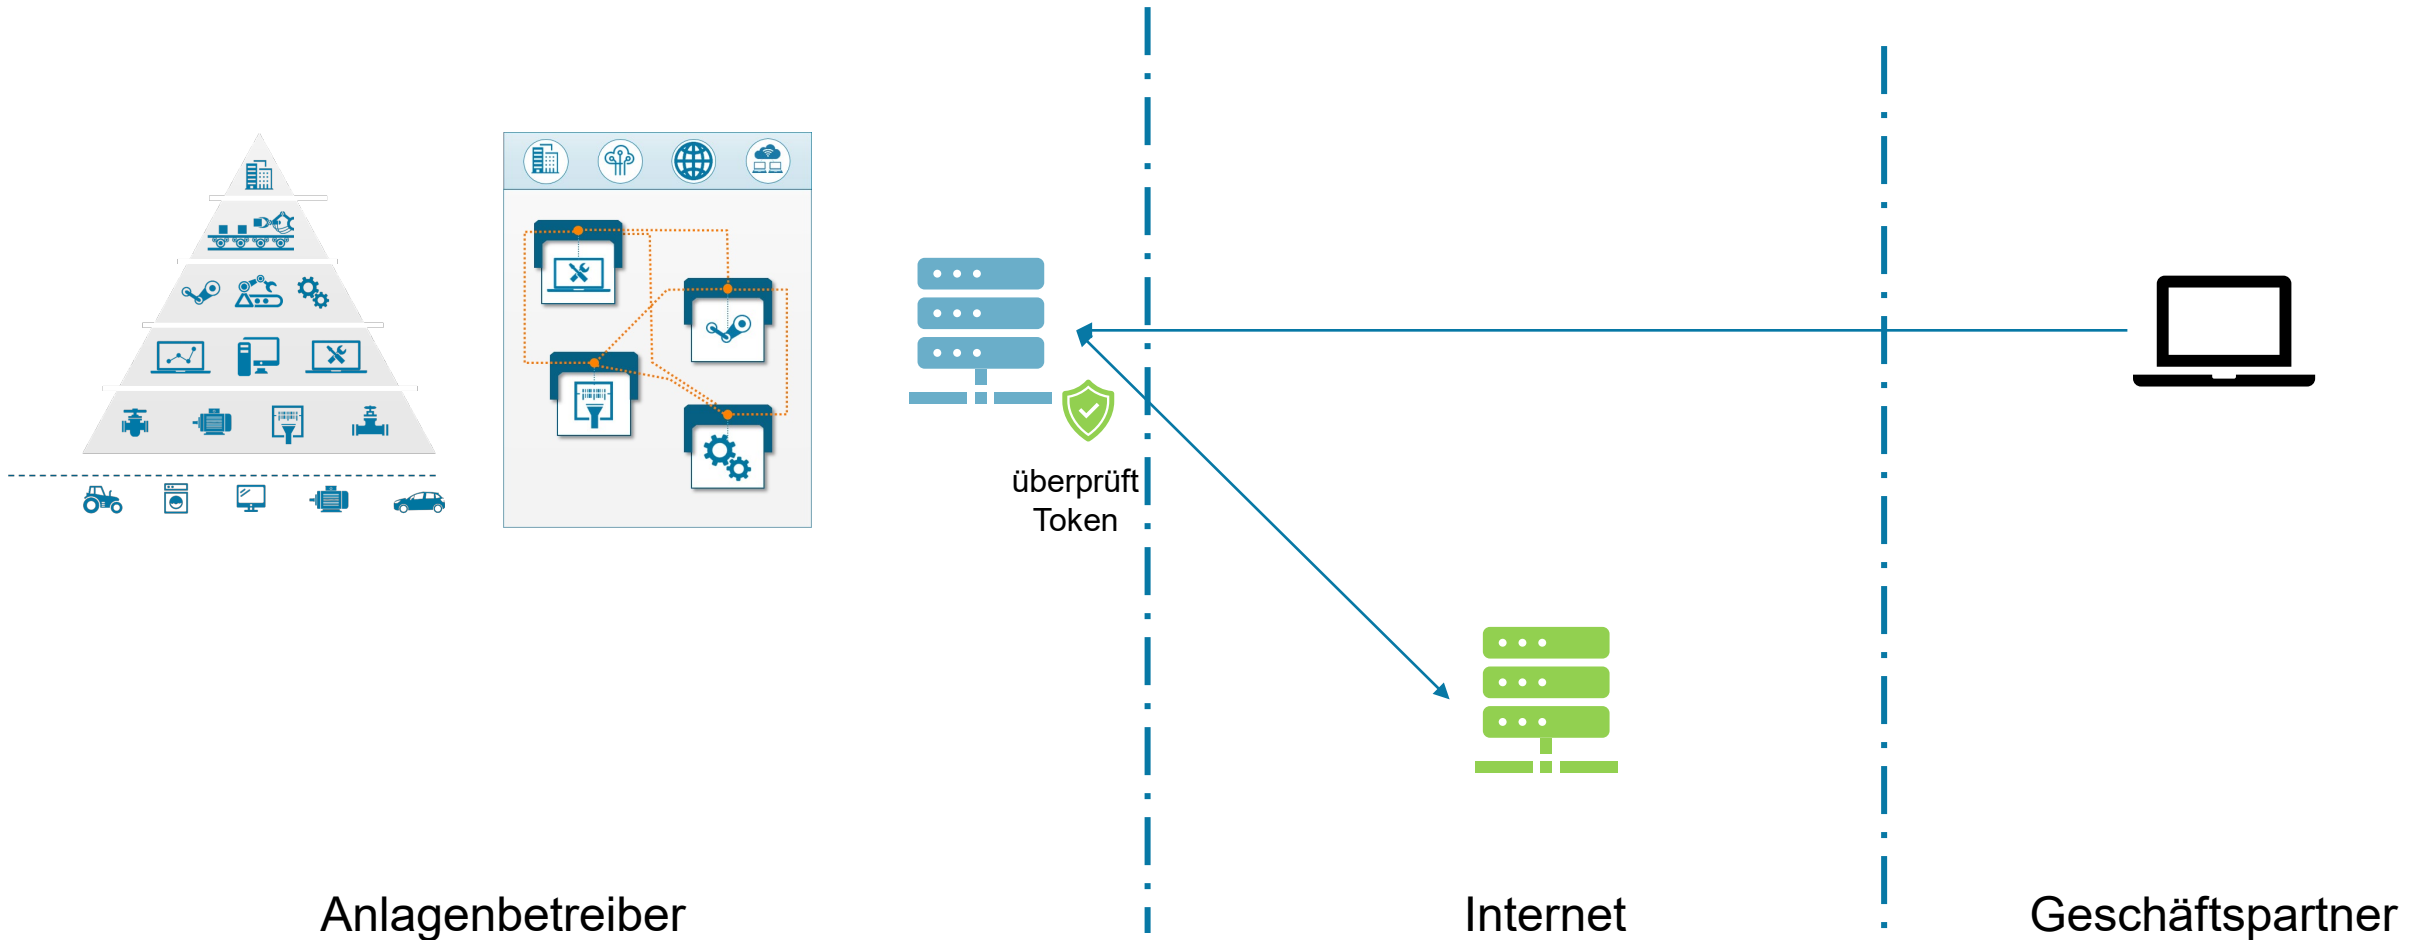 überprüft
Token
Anlagenbetreiber
Internet
Geschäftspartner